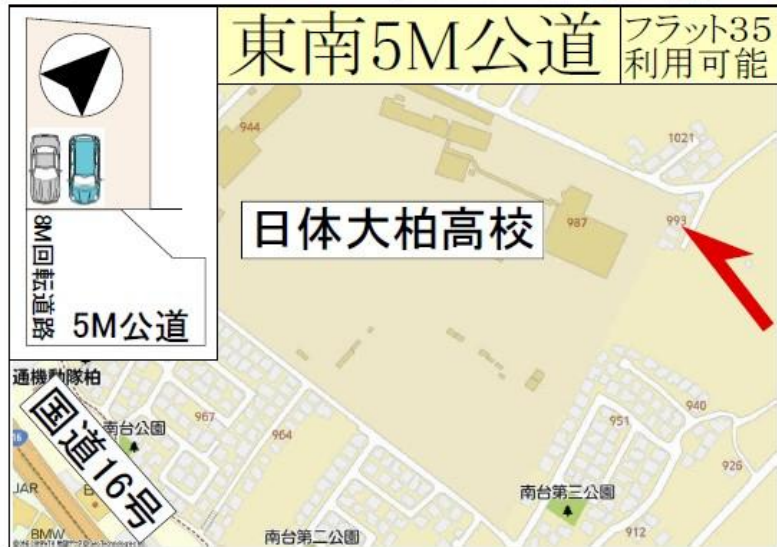 東南5M公道
フラット35
利用可能
8M回転道路
5M公道
944
1021
日体大柏高校
987
993
通機動隊柏
国道16号
16
南台公園
967
964
951
940
926
南台第三公園
912
南台第二公園
JAR
B
BMW